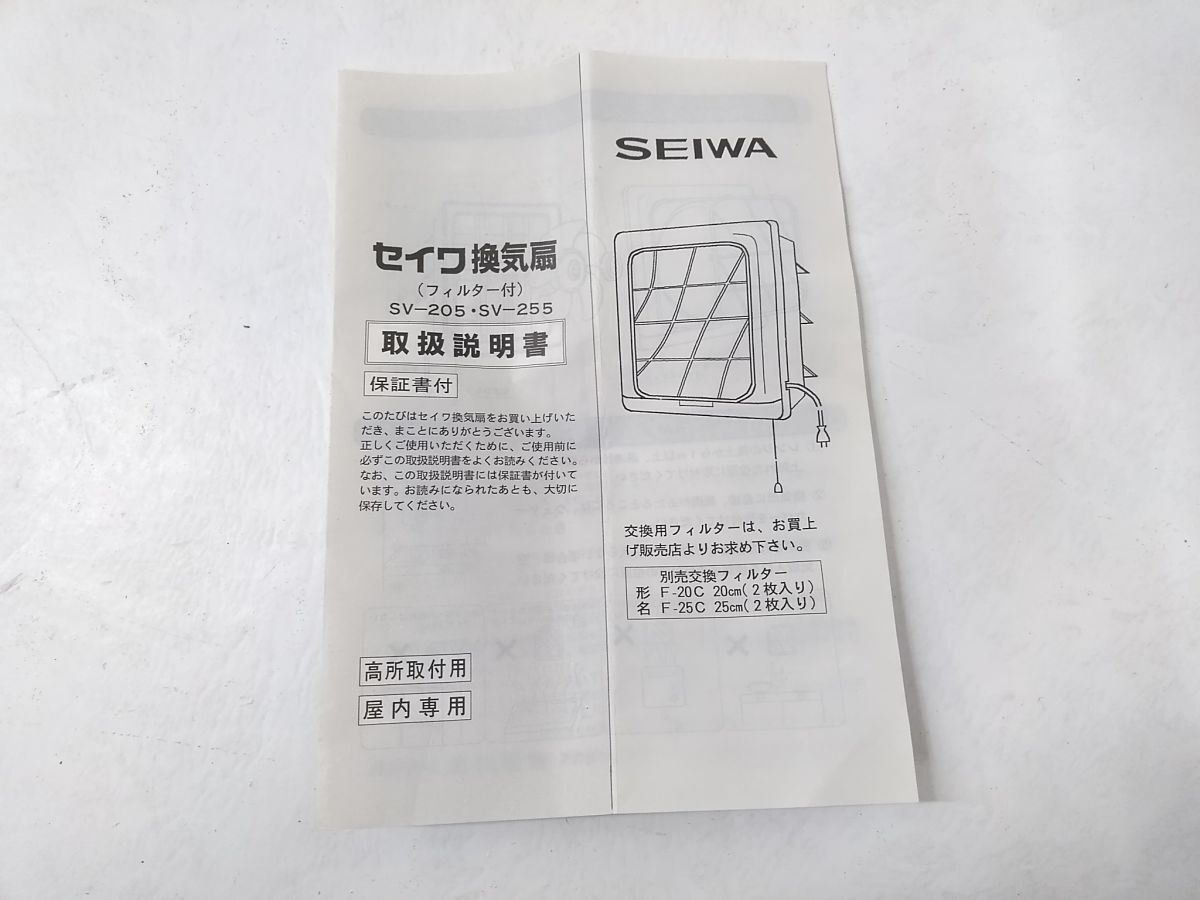 SEIWA
セイワ換気扇
(フィルター付)
SV-205・SV-255
取扱説明書
保証書付
このたびはセイワ換気扇をお買い上げいた
だき、まことにありがとうございます。
正しくご使用いただくために、ご使用前に
必ずこの取扱説明書をよくお読みください。
なお、この取扱説明書には保証書が付いて
います。お読みになられたあとも、大切に
保存してください。
高所取付用
屋内専用
交換用フィルターは、お買上
げ販売店よりお求め下さい。
別売交換フィルター
形 F-20C 20cm(2枚入り)
名 F-25C 25cm(2枚入り)